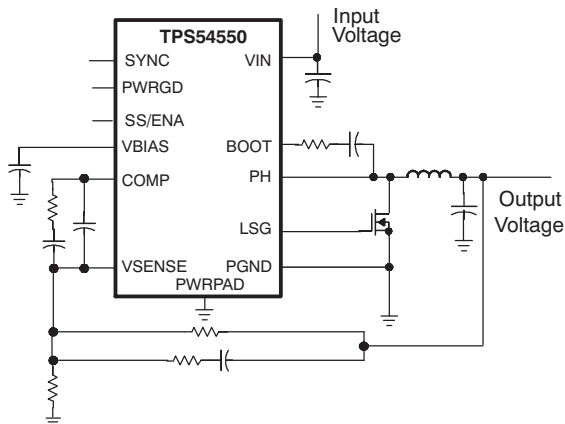 Input
Voltage
TPS54550
SYNC
VIN
PWRGD
SS/ENA
VBIAS
BOOT
COMP
PH
Output
Voltage
LSG
VSENSE
PGND
PWRPAD